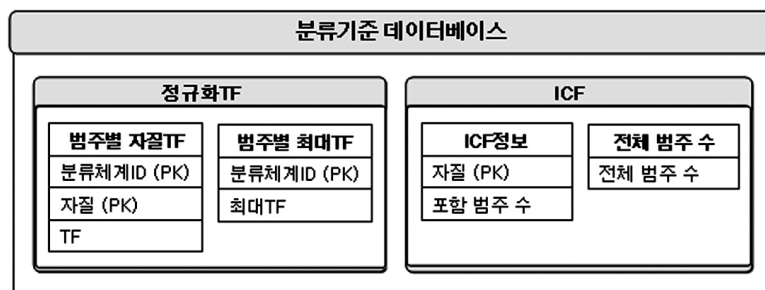 분류기준 데이터베이스
정규화TF
범주별 자질TF
분류체계ID (PK)
자질 (PK)
TF
범주별 최대TF
분류체계ID (PK)
최대TF
ICF
ICF정보
자질 (PK)
포함 범주 수
전체 범주 수
전체 범주 수